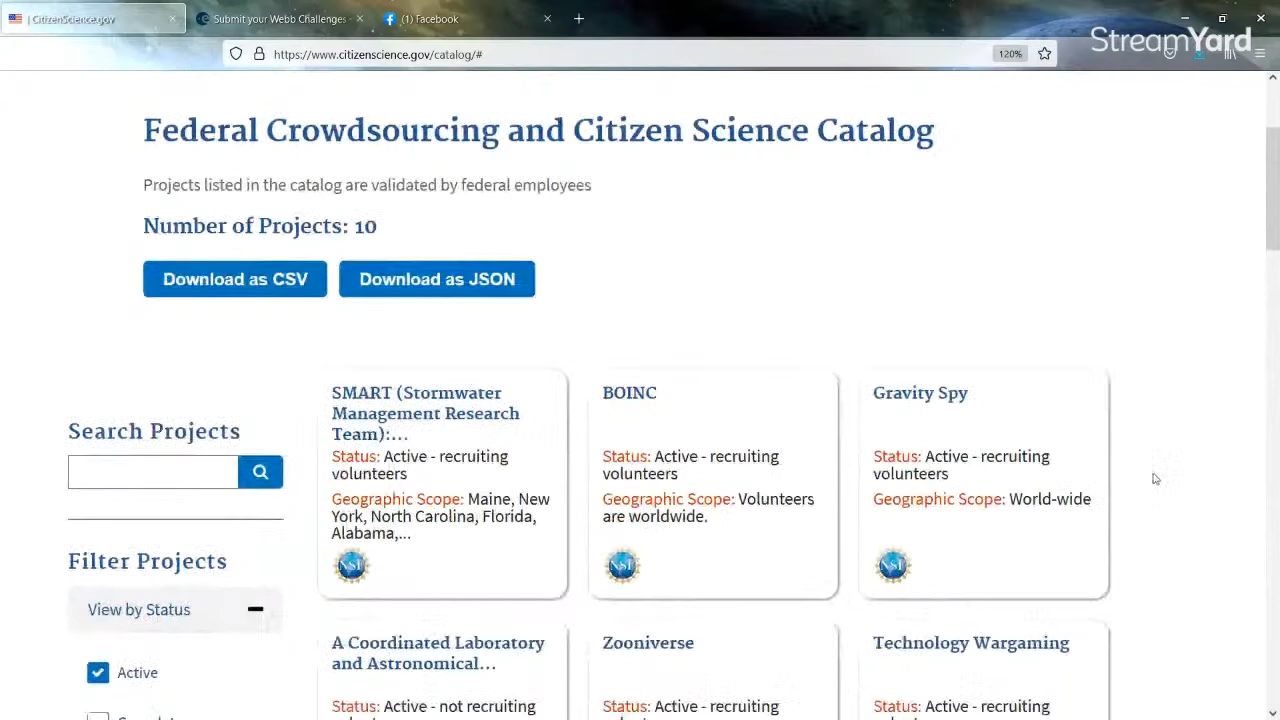 | CitizenScience.gov
Submit your Webb Challenges -
(1) Facebook
StreamYard
https://www.citizenscience.gov/catalog/#
120%
Federal Crowdsourcing and Citizen Science Catalog
Projects listed in the catalog are validated by federal employees
Number of Projects: 10
Download as CSV
Download as JSON
Search Projects
Filter Projects
View by Status
Active
SMART (Stormwater
Management Research
Team):...
Status: Active - recruiting
volunteers
Geographic Scope: Maine, New
York, North Carolina, Florida,
Alabama,...
NSF
BOINC
Status: Active - recruiting
volunteers
Geographic Scope: Volunteers
are worldwide.
NSF
Gravity Spy
Status: Active - recruiting
volunteers
Geographic Scope: World-wide
NSF
A Coordinated Laboratory
and Astronomical...
Status: Active - not recruiting
Zooniverse
Status: Active - recruiting
Technology Wargaming
Status: Active - recruiting